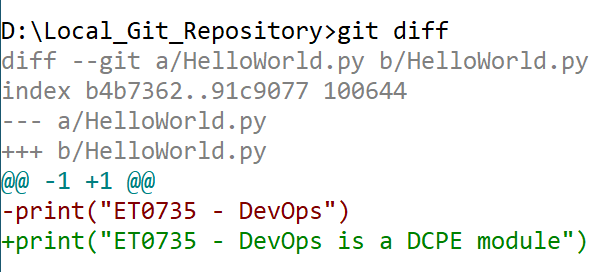 D:\Local_Git_Repository>git diff
diff --git a/HelloWorld.py b/HelloWorld.py
index b4b7362..91c9077 100644
--- a/HelloWorld.py
+++ b/HelloWorld.py
@@ -1 +1 @@
-print("ET0735 - DevOps")
+print("ET0735 - DevOps is a DCPE module")